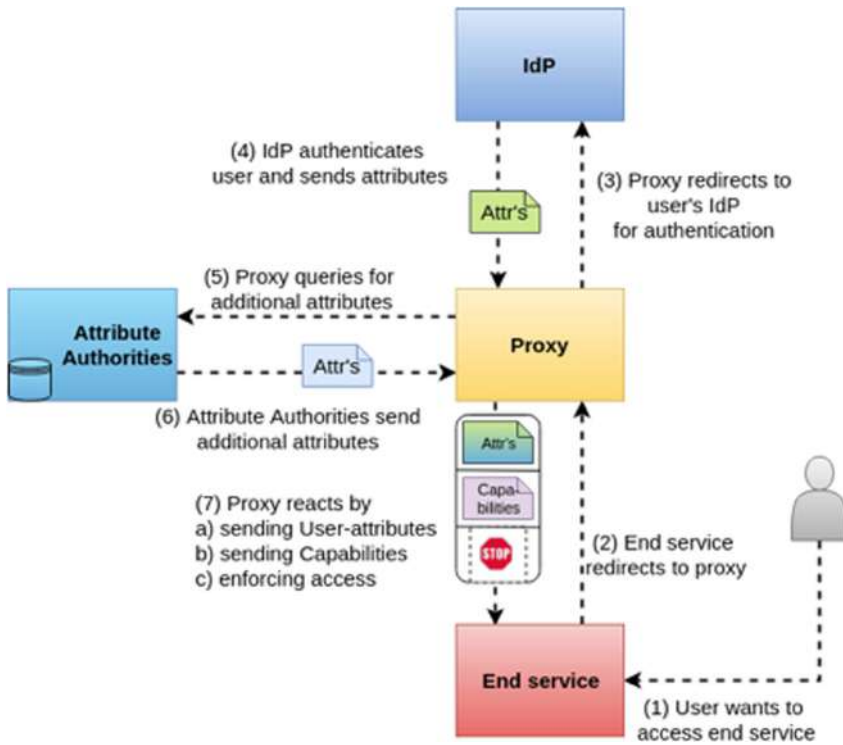 IdP
(4) IdP authenticates
user and sends attributes
Attr's
(3) Proxy redirects to
user's IdP
for authentication
(5) Proxy queries for
additional attributes
Attribute
Authorities
Proxy
Attr's
(6) Attribute Authorities send
additional attributes
Attr's
Capa-
bilities
STOP
(7) Proxy reacts by
a) sending User-attributes
b) sending Capabilities
c) enforcing access
(2) End service
redirects to proxy
End service
(1) User wants to
access end service